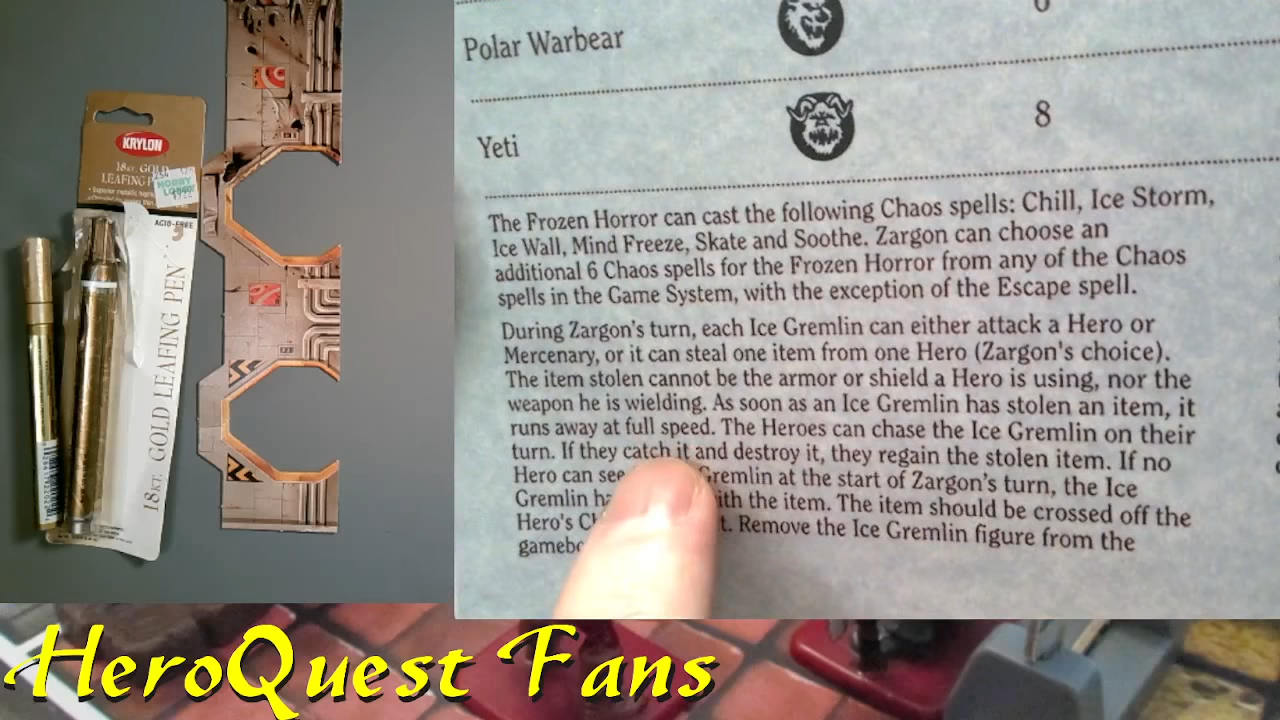 KRYLON
18 KT. GOLD
LEAFING
HOBBY
ACID-FREE
18 KT. GOLD LEAFING PEN
Polar Warbear
Yeti 8
The Frozen Horror can cast the following Chaos spells: Chill, Ice Storm,
Ice Wall, Mind Freeze, Skate and Soothe. Zargon can choose an
additional 6 Chaos spells for the Frozen Horror from any of the Chaos
spells in the Game System, with the exception of the Escape spell.
During Zargon's turn, each Ice Gremlin can either attack a Hero or
Mercenary, or it can steal one item from one Hero (Zargon's choice).
The item stolen cannot be the armor or shield a Hero is using, nor the
weapon he is wielding. As soon as an Ice Gremlin has stolen an item, it
runs away at full speed. The Heroes can chase the Ice Gremlin on their
turn. If they catch it and destroy it, they regain the stolen item. If no
Hero can see Gremlin at the start of Zargon's turn, the Ice
Gremlin the item. The item should be crossed off the
Hero's Remove the Ice Gremlin figure from the
HeroQuest Fans